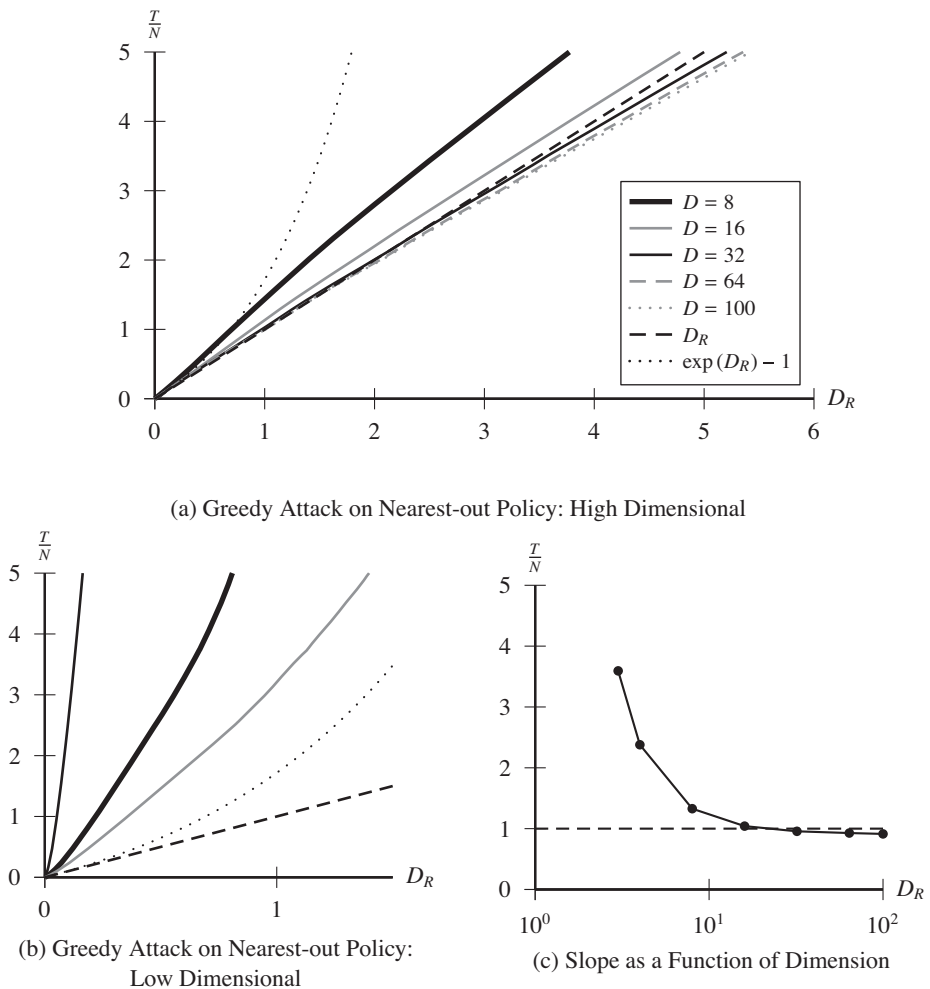 T/N
5
4
3
2
1
0
0 1 2 3 4 5 6
D_R
D = 8
D = 16
D = 32
D = 64
D = 100
D_R
exp (D_R) − 1
(a) Greedy Attack on Nearest-out Policy: High Dimensional
T/N
5
4
3
2
1
0
0 1
D_R
(b) Greedy Attack on Nearest-out Policy:
Low Dimensional
T/N
5
4
3
2
1
0
10^0 10^1 10^2
D_R
(c) Slope as a Function of Dimension